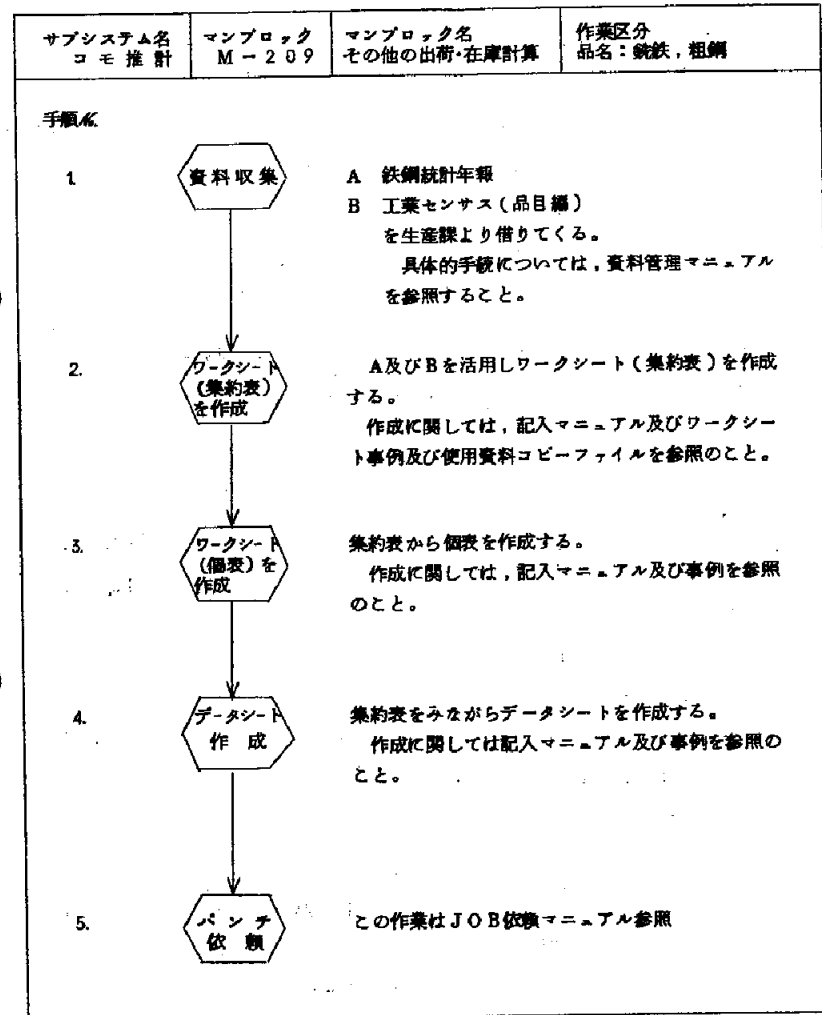 サブシステム名
コモ推計
マンブロック
M-209
マンブロック名
その他の出荷・在庫計算
作業区分
品名：銑鉄，粗鋼
手順№
1.
資料収集
A 鉄鋼統計年報
B 工業センサス(品目編)
を生産課より借りてくる。
具体的手続については，資料管理マニュアル
を参照すること。
2.
ワークシート
(集約表)
を作成
A及びBを活用しワークシート(集約表)を作成
する。
作成に関しては，記入マニュアル及びワークシー
ト事例及び使用資料コピーファイルを参照のこと。
3.
ワークシート
(個表)を
作成
集約表から個表を作成する。
作成に関しては，記入マニュアル及び事例を参照
のこと。
4.
データシート
作成
集約表をみながらデータシートを作成する。
作成に関しては記入マニュアル及び事例を参照の
こと。
5.
パンチ
依頼
この作業はJOB依頼マニュアル参照